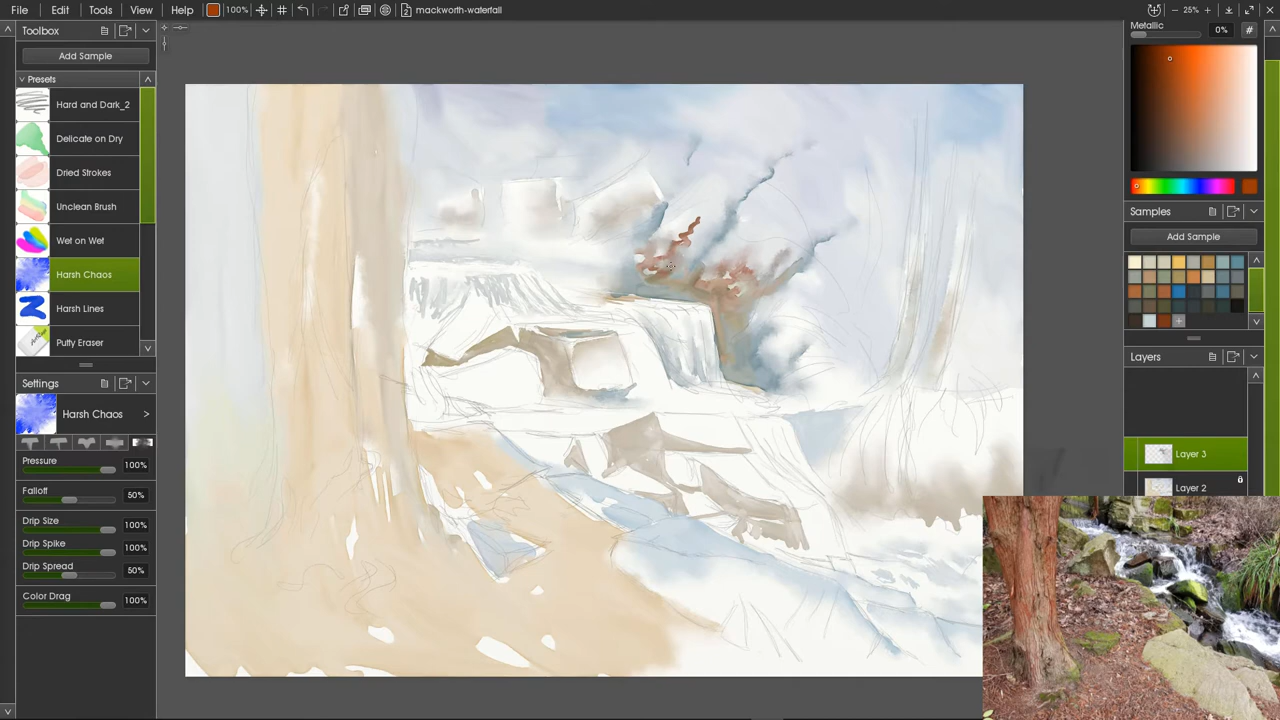 File Edit Tools View Help 100% 2 mackworth-waterfall 25%
Toolbox
Add Sample
Presets
Hard and Dark_2
Delicate on Dry
Dried Strokes
Unclean Brush
Wet on Wet
Harsh Chaos
Harsh Lines
Putty Eraser
Settings
Harsh Chaos
Pressure 100%
Falloff 50%
Drip Size 100%
Drip Spike 100%
Drip Spread 50%
Color Drag 100%
Metallic 0% #
Samples
Add Sample
Layers
Layer 3
Layer 2